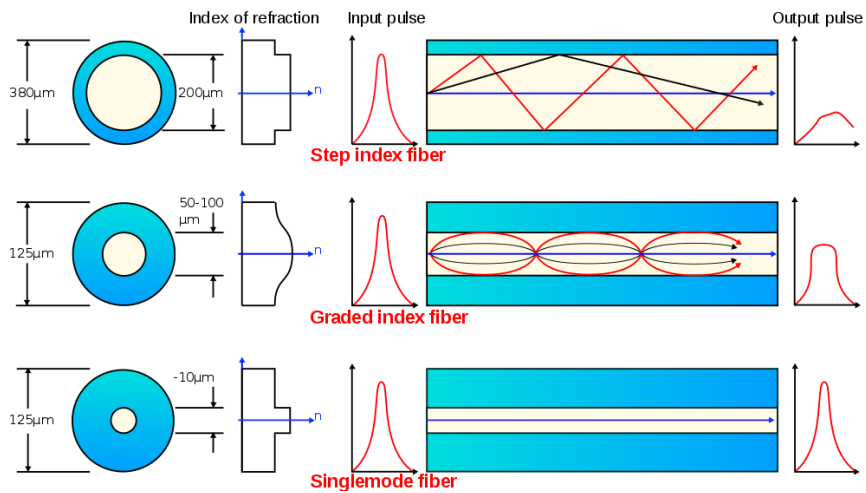 Index of refraction
Input pulse
Output pulse
380µm
200µm
n
Step index fiber
50-100
µm
125µm
n
Graded index fiber
-10µm
125µm
n
Singlemode fiber